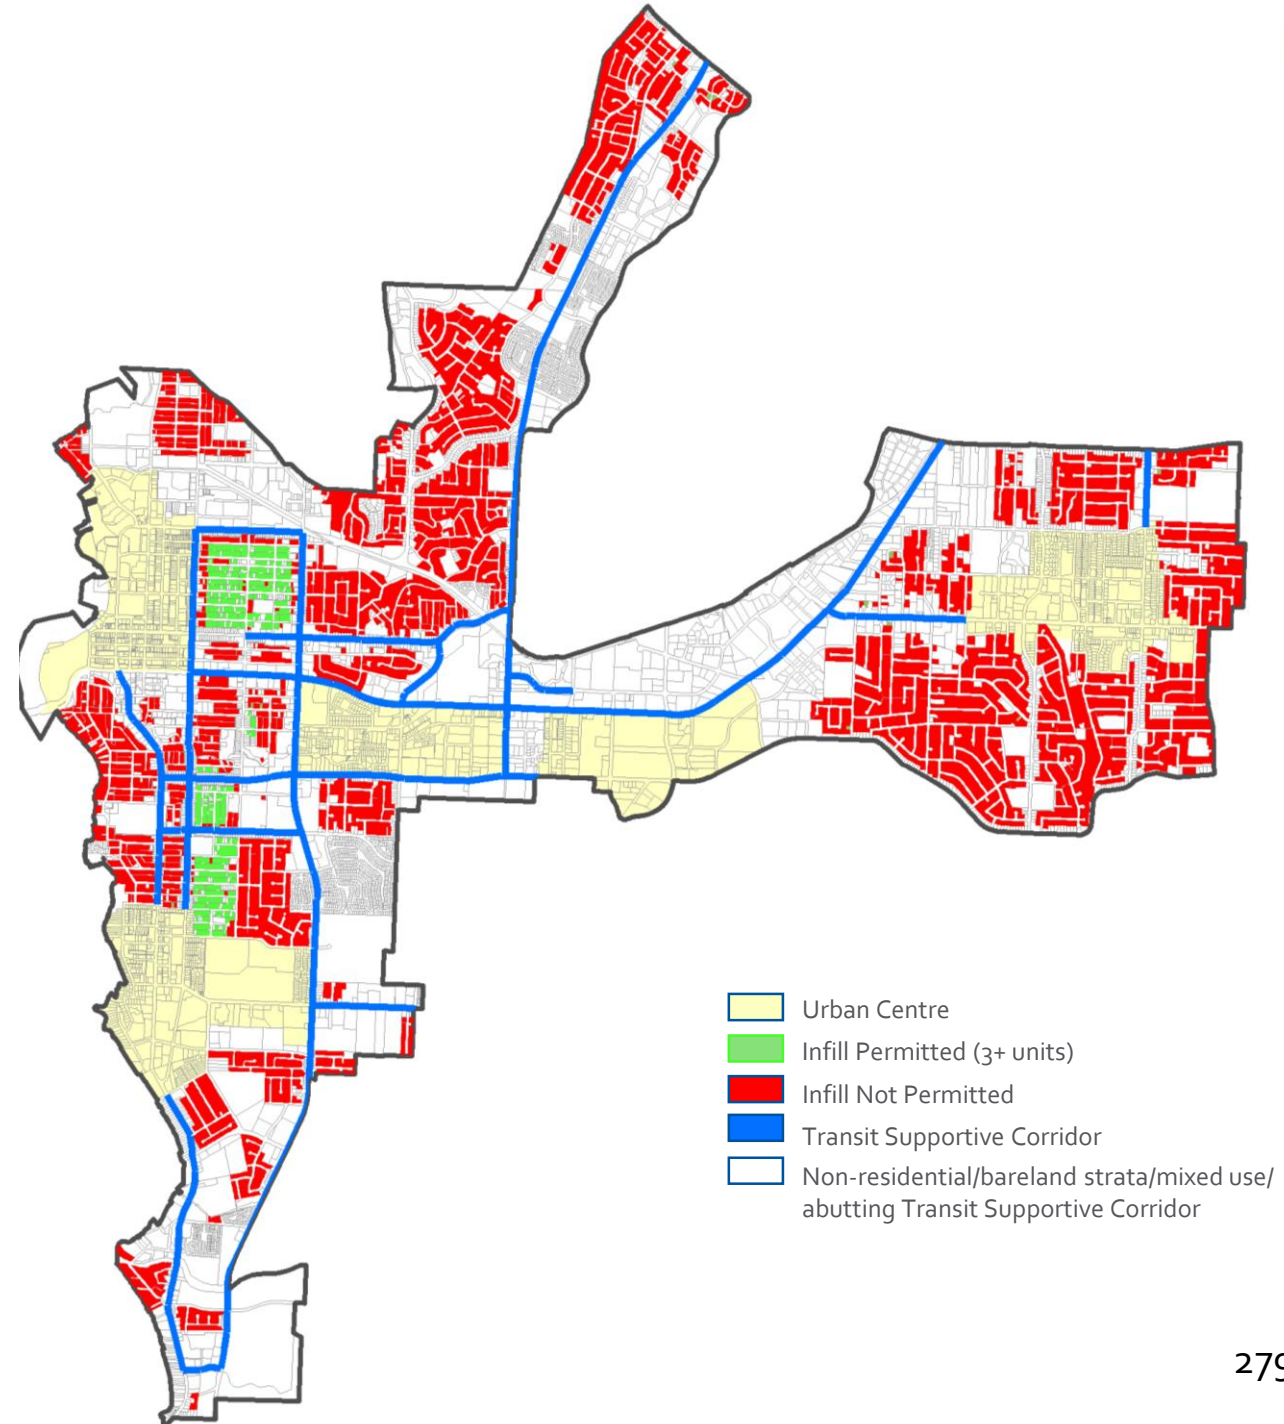 Urban Centre
Infill Permitted (3+ units)
Infill Not Permitted
Transit Supportive Corridor
Non-residential/bareland strata/mixed use/
abutting Transit Supportive Corridor
279